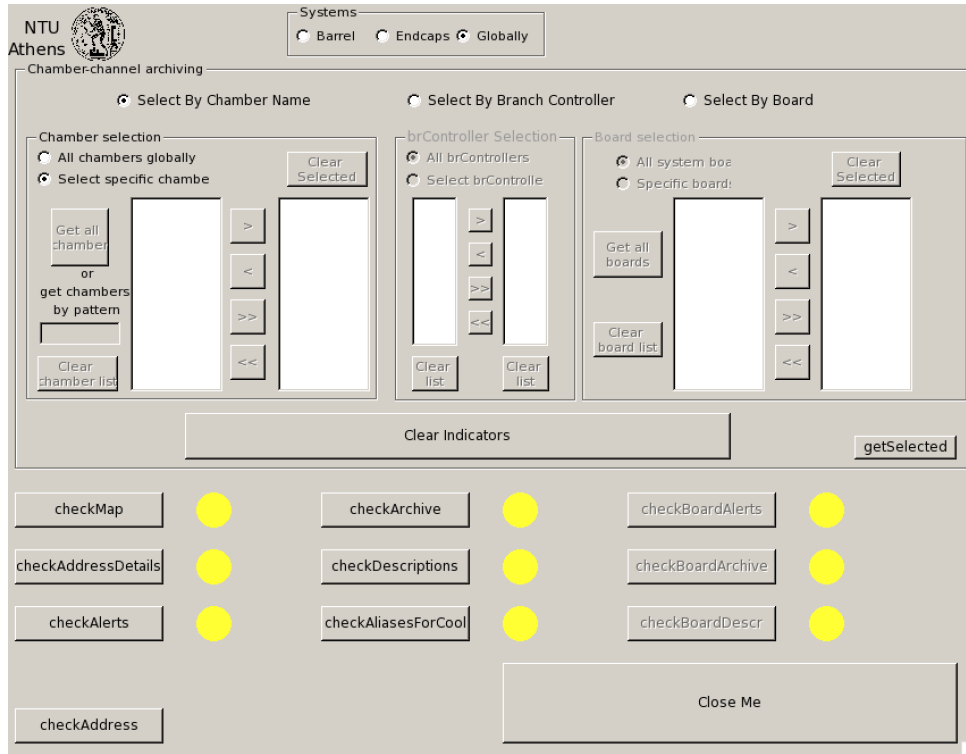 NTU
Athens
Systems
Barrel Endcaps Globally
Chamber-channel archiving
Select By Chamber Name Select By Branch Controller Select By Board
Chamber selection
All chambers globally
Select specific chambe
Clear
Selected
Get all
chamber
or
get chambers
by pattern
Clear
chamber list
>
<
>>
<<
brController Selection
All brControllers
Select brControlle
>
<
>>
<<
Clear
list
Clear
list
Board selection
All system boa
Specific boards
Clear
Selected
Get all
boards
Clear
board list
>
<
>>
<<
Clear Indicators
getSelected
checkMap checkArchive checkBoardAlerts
checkAddressDetails checkDescriptions checkBoardArchive
checkAlerts checkAliasesForCool checkBoardDescr
Close Me
checkAddress